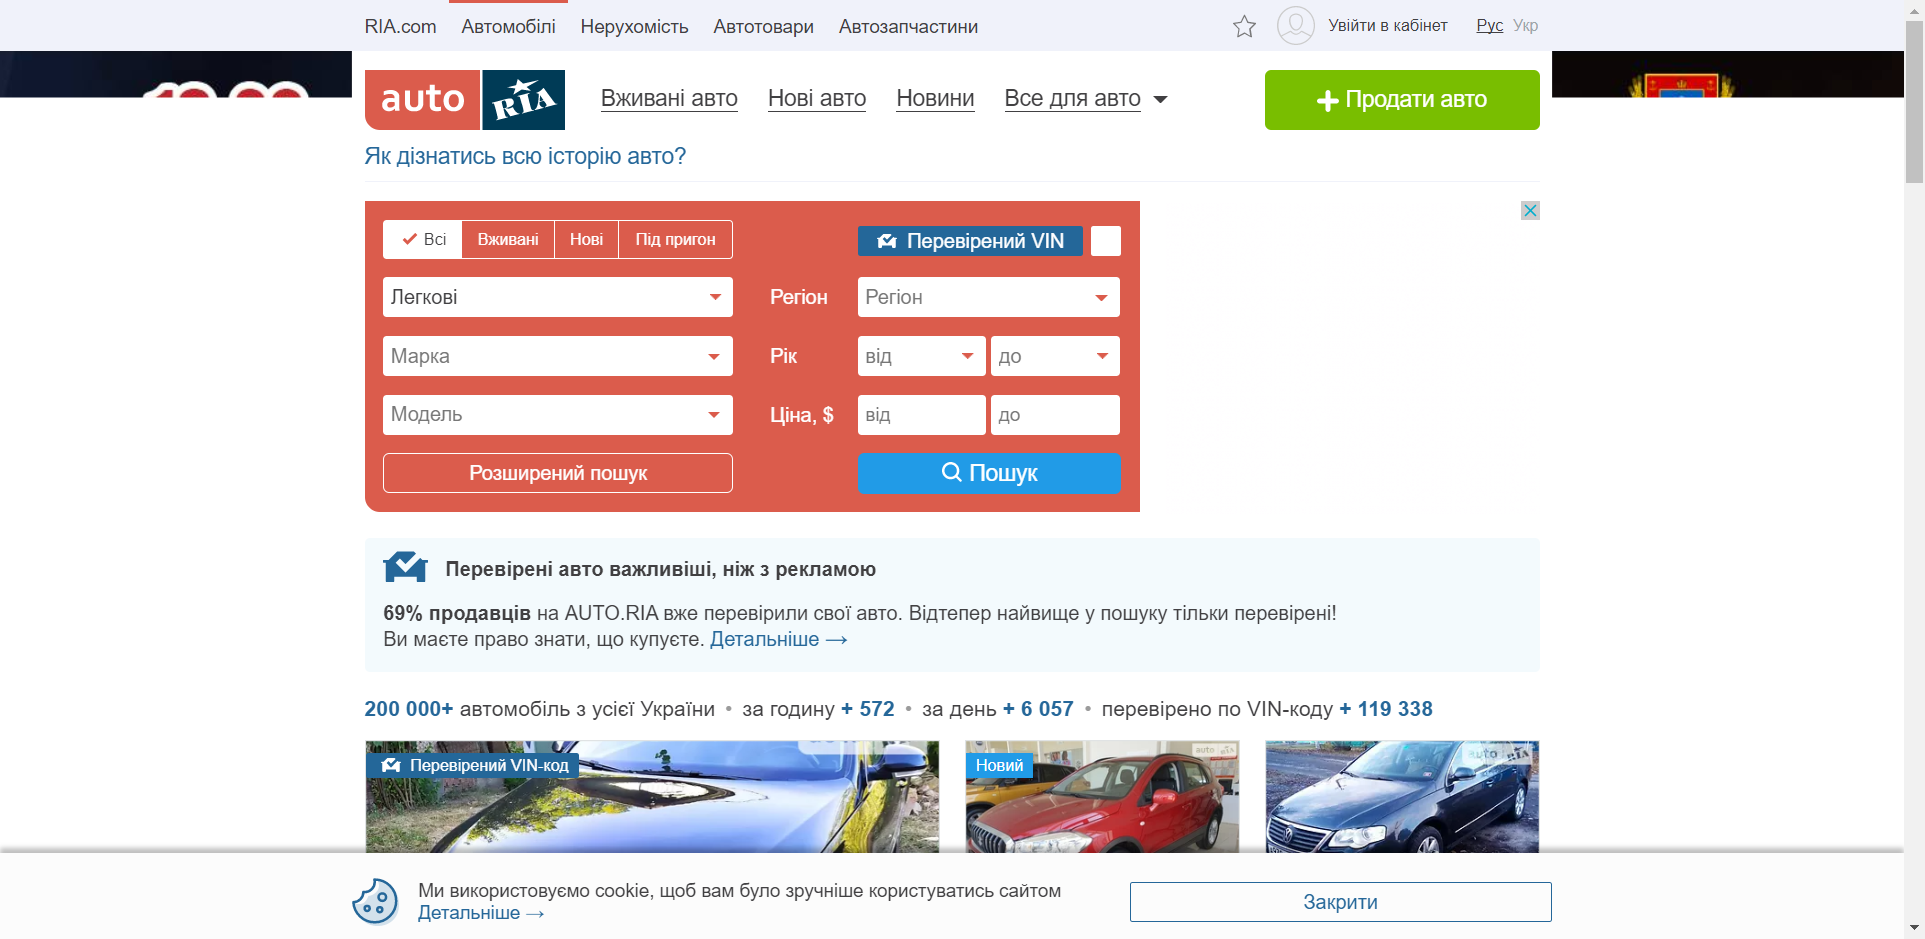 RIA.com Автомобілі Нерухомість Автотовари Автозапчастини Увійти в кабінет Рус Укр
auto RIA Вживані авто Нові авто Новини Все для авто Продати авто
Як дізнатись всю історію авто?
Всі Вживані Нові Під пригон Перевірений VIN
Легкові Регіон Регіон
Марка Рік від до
Модель Ціна, $ від до
Розширений пошук Пошук
Перевірені авто важливіші, ніж з рекламою
69% продавців на AUTO.RIA вже перевірили свої авто. Відтепер найвище у пошуку тільки перевірені!
Ви маєте право знати, що купуєте. Детальніше →
200 000+ автомобіль з усієї України • за годину + 572 • за день + 6 057 • перевірено по VIN-коду + 119 338
Перевірений VIN-код Новий auto RIA
Ми використовуємо cookie, щоб вам було зручніше користуватись сайтом
Детальніше →
Закрити